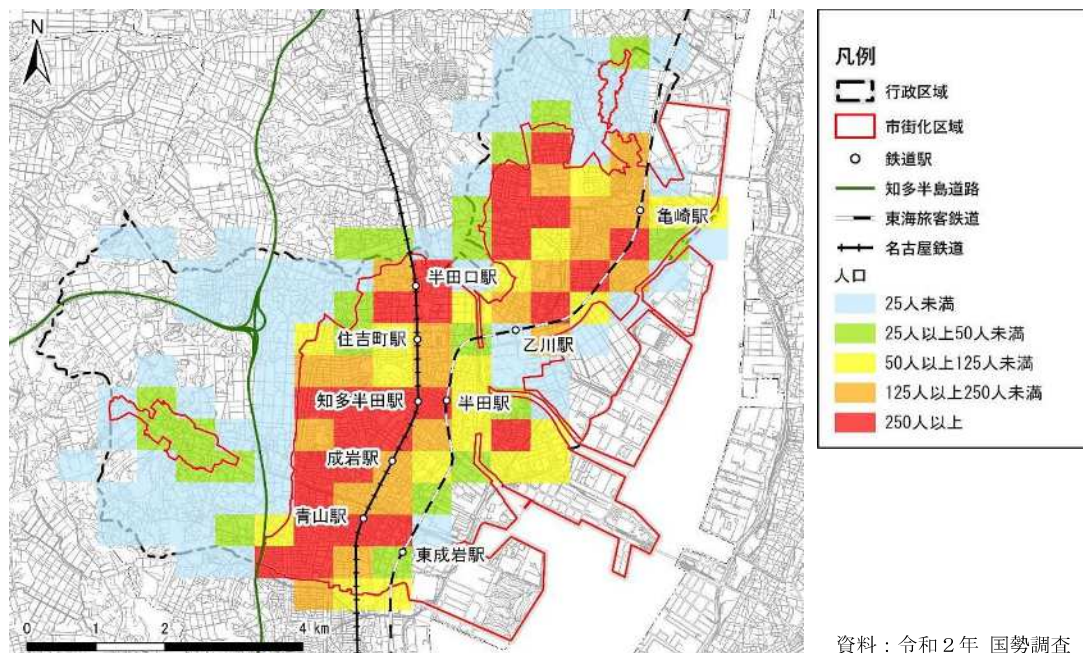 N
亀崎駅
半田口駅
住吉町駅
乙川駅
知多半田駅
半田駅
成岩駅
青山駅
東成岩駅
0 1 2 4 km
凡例
行政区域
市街化区域
鉄道駅
知多半島道路
東海旅客鉄道
名古屋鉄道
人口
25人未満
25人以上50人未満
50人以上125人未満
125人以上250人未満
250人以上
資料：令和２年 国勢調査